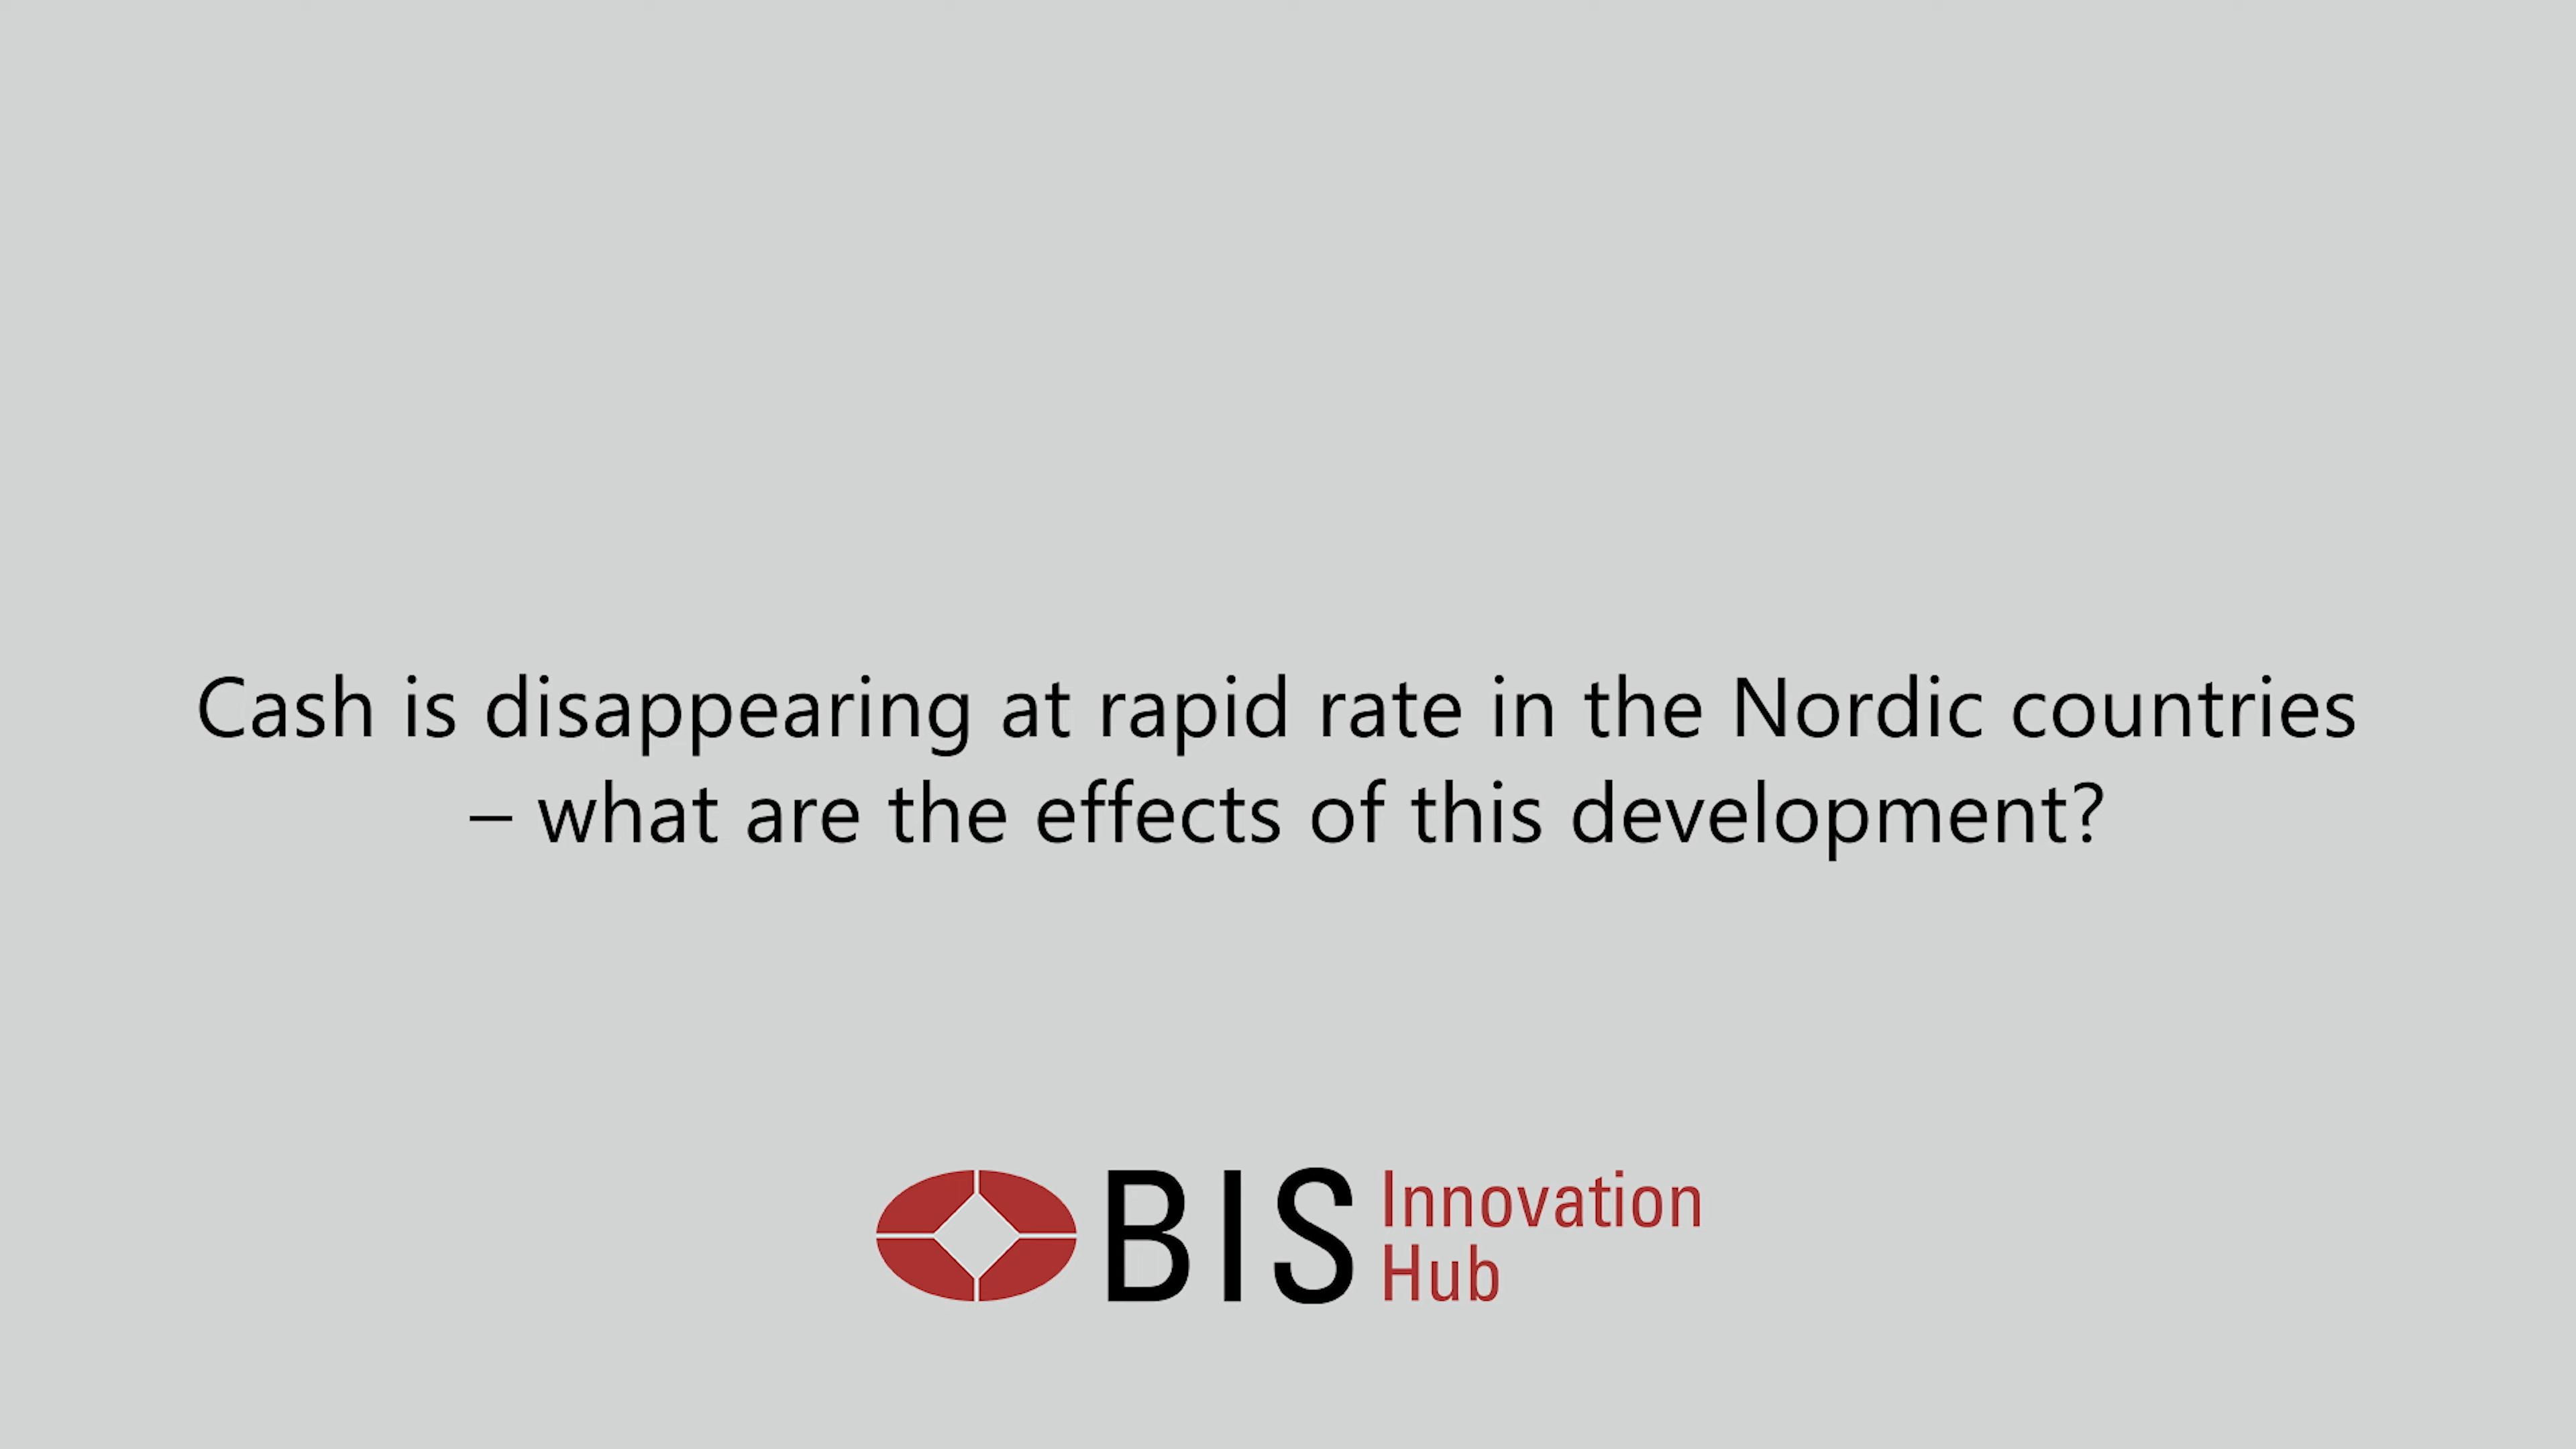 Cash is disappearing at rapid rate in the Nordic countries
– what are the effects of this development?
BIS Innovation
Hub